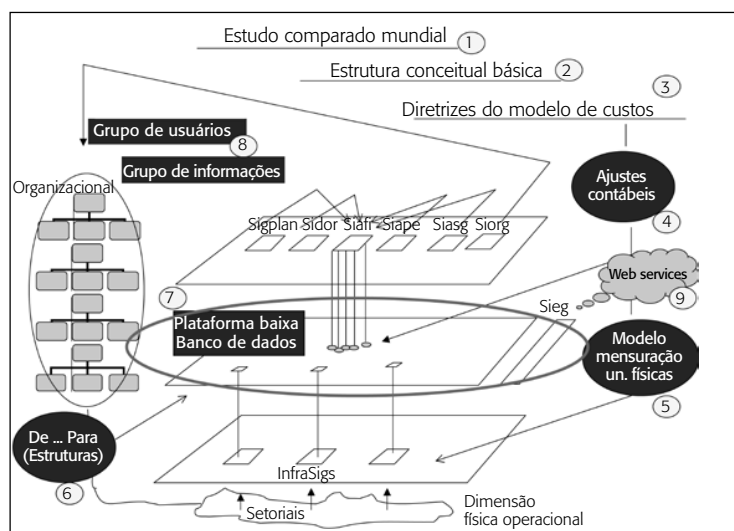 Estudo comparado mundial 1
Estrutura conceitual básica 2
3
Diretrizes do modelo de custos
Grupo de usuários
8
Grupo de informações
Organizacional
Ajustes
contábeis
4
Sigplan Sidor Siafi Siape Siasg Siorg
Web services
9
7
Sieg
Plataforma baixa
Banco de dados
Modelo
mensuração
un. físicas
5
De ... Para
(Estruturas)
6
InfraSigs
Setoriais
Dimensão
física operacional